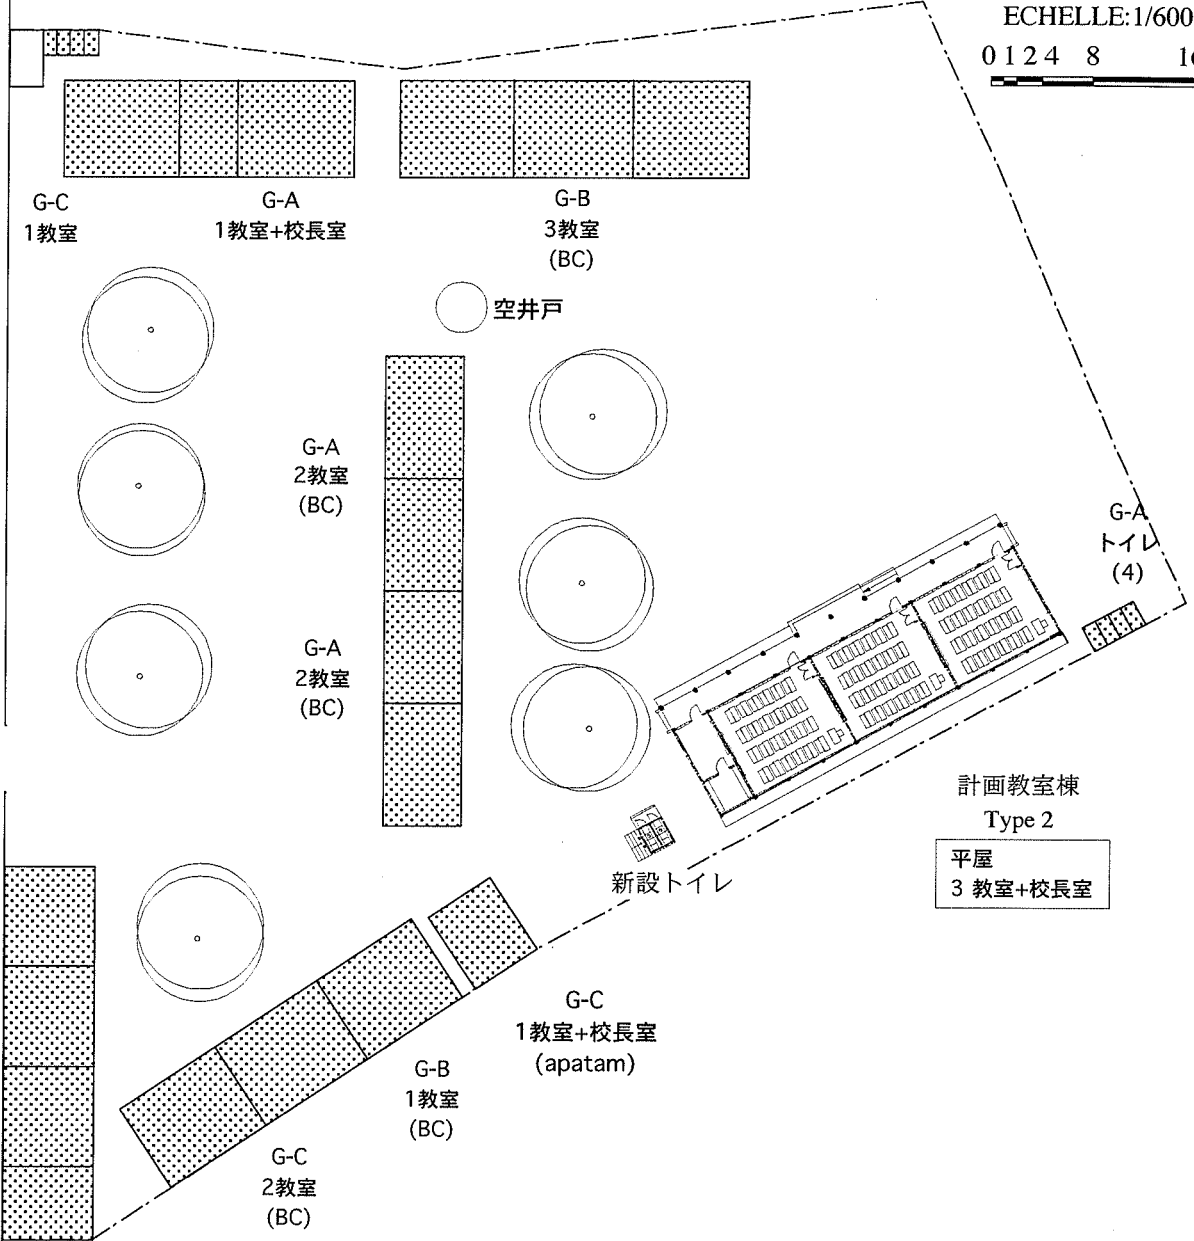 ECHELLE:1/600
0 1 2 4 8
G-C
1教室
G-A
1教室+校長室
G-B
3教室
(BC)
空井戸
G-A
2教室
(BC)
G-A
トイレ
(4)
G-A
2教室
(BC)
計画教室棟
Type 2
平屋
3 教室+校長室
新設トイレ
G-C
1教室+校長室
(apatam)
G-B
1教室
(BC)
G-C
2教室
(BC)